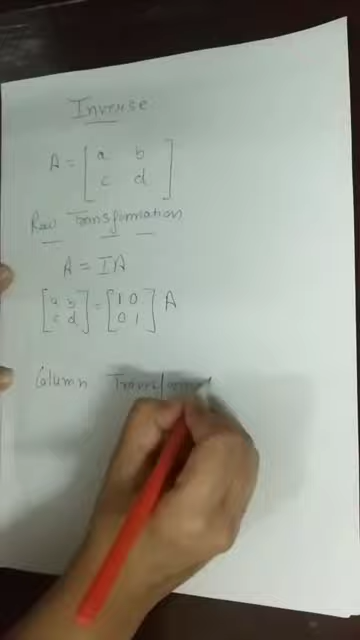 Inverse
A = [ a b
c d ]
Row Transformation
A = IA
[ a b
c d ] = [ 1 0
0 1 ] A
Column Transform